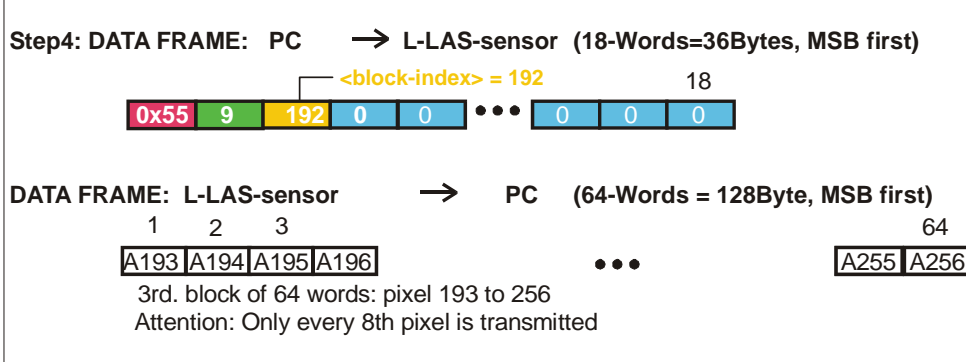 Step4: DATA FRAME: PC → L-LAS-sensor (18-Words=36Bytes, MSB first)
<block-index> = 192
18
0x55 9 192 0 0 ••• 0 0 0
DATA FRAME: L-LAS-sensor → PC (64-Words = 128Byte, MSB first)
1 2 3 64
A193 A194 A195 A196 ••• A255 A256
3rd. block of 64 words: pixel 193 to 256
Attention: Only every 8th pixel is transmitted